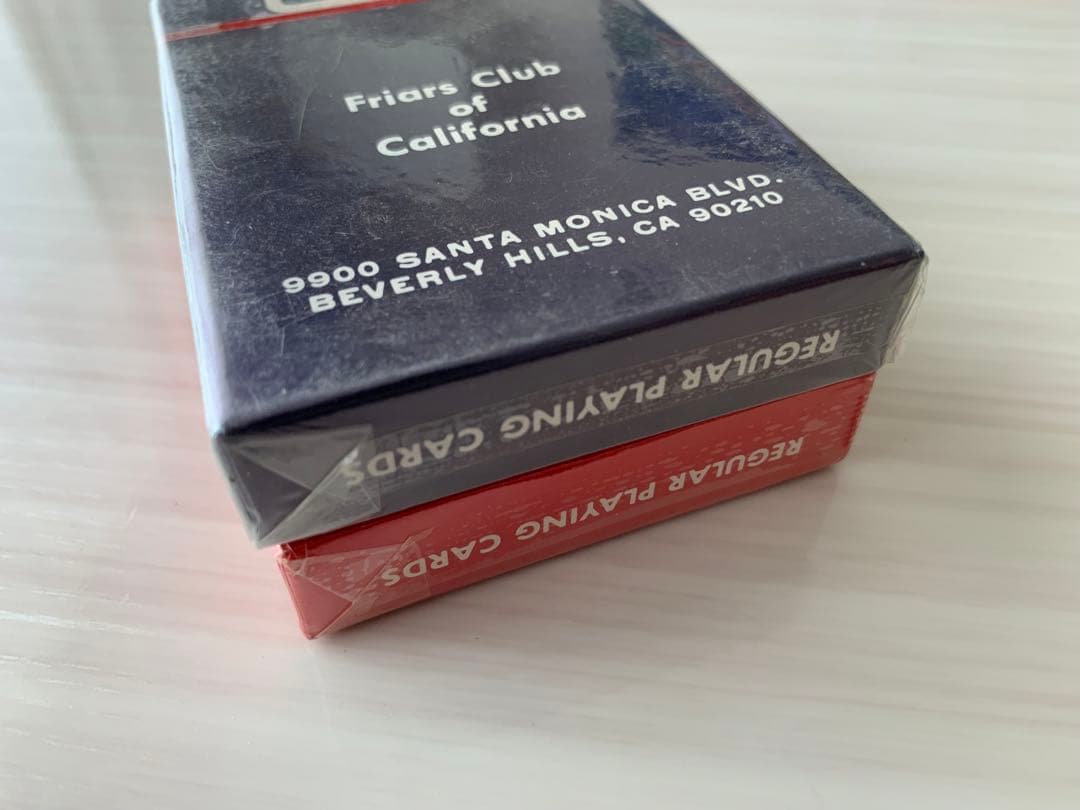 Friars Club
of
California
9900 SANTA MONICA BLVD.
BEVERLY HILLS, CA 90210
REGULAR PLAYING CARDS
REGULAR PLAYING CARDS